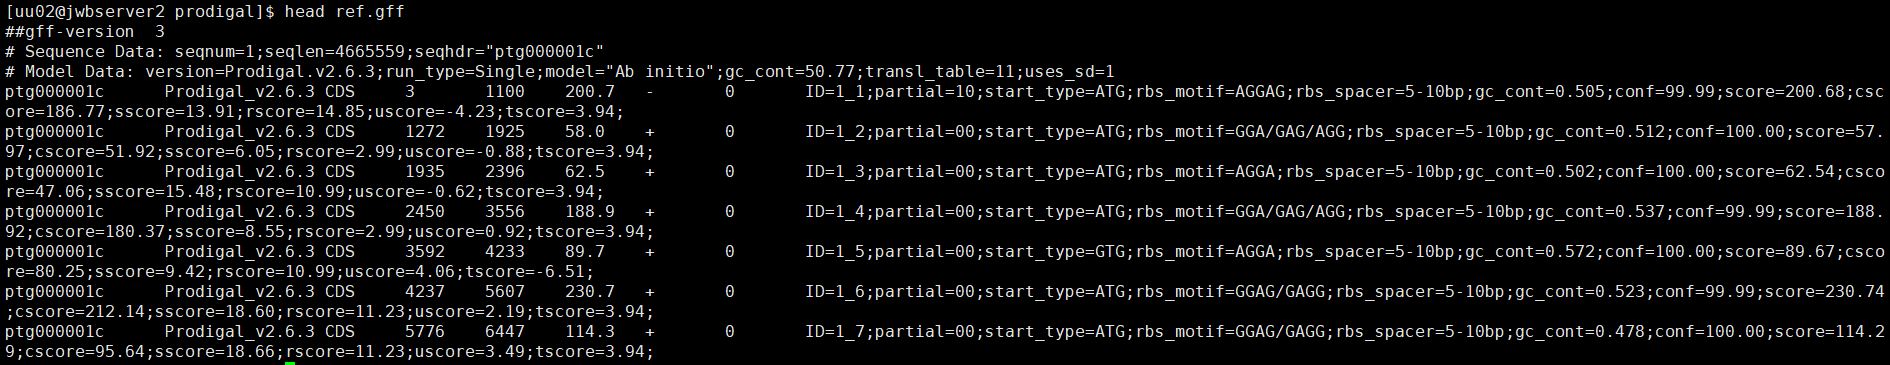 [uu02@jwbserver2 prodigal]$ head ref.gff
##gff-version  3
# Sequence Data: seqnum=1;seqlen=4665559;seqhdr="ptg000001c"
# Model Data: version=Prodigal.v2.6.3;run_type=Single;model="Ab initio";gc_cont=50.77;transl_table=11;uses_sd=1
ptg000001c      Prodigal_v2.6.3 CDS     3       1100    200.7   -       0       ID=1_1;partial=10;start_type=ATG;rbs_motif=AGGAG;rbs_spacer=5-10bp;gc_cont=0.505;conf=99.99;score=200.68;csc
ore=186.77;sscore=13.91;rscore=14.85;uscore=-4.23;tscore=3.94;
ptg000001c      Prodigal_v2.6.3 CDS     1272    1925    58.0    +       0       ID=1_2;partial=00;start_type=ATG;rbs_motif=GGA/GAG/AGG;rbs_spacer=5-10bp;gc_cont=0.512;conf=100.00;score=57.
97;cscore=51.92;sscore=6.05;rscore=2.99;uscore=-0.88;tscore=3.94;
ptg000001c      Prodigal_v2.6.3 CDS     1935    2396    62.5    +       0       ID=1_3;partial=00;start_type=ATG;rbs_motif=AGGA;rbs_spacer=5-10bp;gc_cont=0.502;conf=100.00;score=62.54;csco
re=47.06;sscore=15.48;rscore=10.99;uscore=-0.62;tscore=3.94;
ptg000001c      Prodigal_v2.6.3 CDS     2450    3556    188.9   +       0       ID=1_4;partial=00;start_type=ATG;rbs_motif=GGA/GAG/AGG;rbs_spacer=5-10bp;gc_cont=0.537;conf=99.99;score=188.
92;cscore=180.37;sscore=8.55;rscore=2.99;uscore=0.92;tscore=3.94;
ptg000001c      Prodigal_v2.6.3 CDS     3592    4233    89.7    +       0       ID=1_5;partial=00;start_type=GTG;rbs_motif=AGGA;rbs_spacer=5-10bp;gc_cont=0.572;conf=100.00;score=89.67;csco
re=80.25;sscore=9.42;rscore=10.99;uscore=4.06;tscore=-6.51;
ptg000001c      Prodigal_v2.6.3 CDS     4237    5607    230.7   +       0       ID=1_6;partial=00;start_type=ATG;rbs_motif=GGAG/GAGG;rbs_spacer=5-10bp;gc_cont=0.523;conf=99.99;score=230.74
;cscore=212.14;sscore=18.60;rscore=11.23;uscore=2.19;tscore=3.94;
ptg000001c      Prodigal_v2.6.3 CDS     5776    6447    114.3   +       0       ID=1_7;partial=00;start_type=ATG;rbs_motif=GGAG/GAGG;rbs_spacer=5-10bp;gc_cont=0.478;conf=100.00;score=114.2
9;cscore=95.64;sscore=18.66;rscore=11.23;uscore=3.49;tscore=3.94;